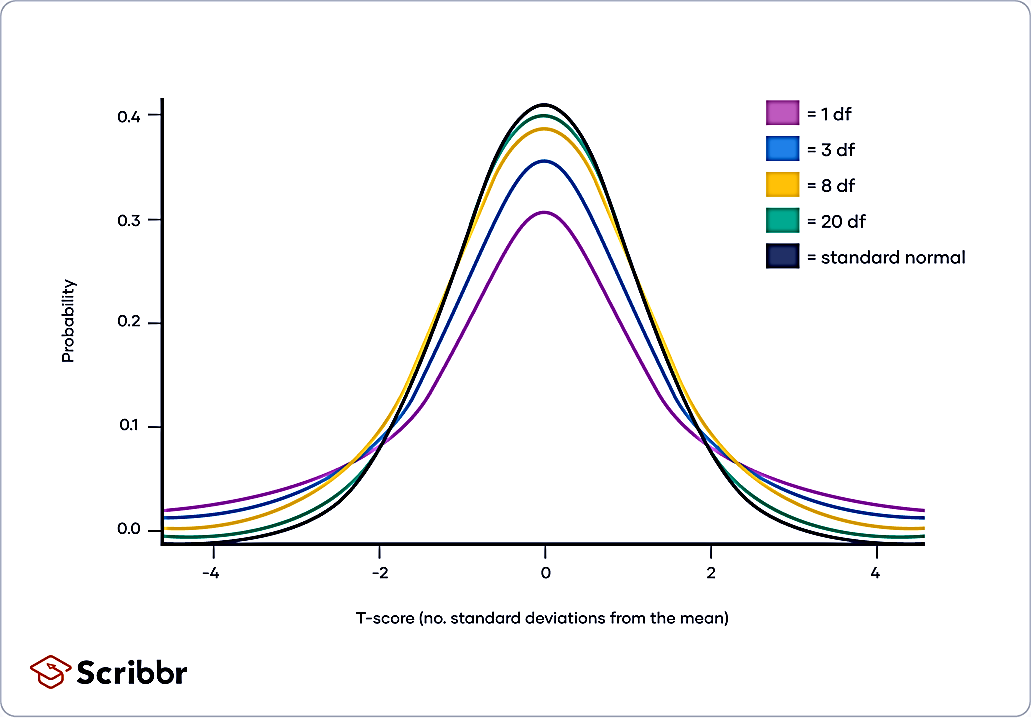 = 1 df
= 3 df
= 8 df
= 20 df
= standard normal
0.4
0.3
0.2
0.1
0.0
Probability
-4 -2 0 2 4
T-score (no. standard deviations from the mean)
Scribbr